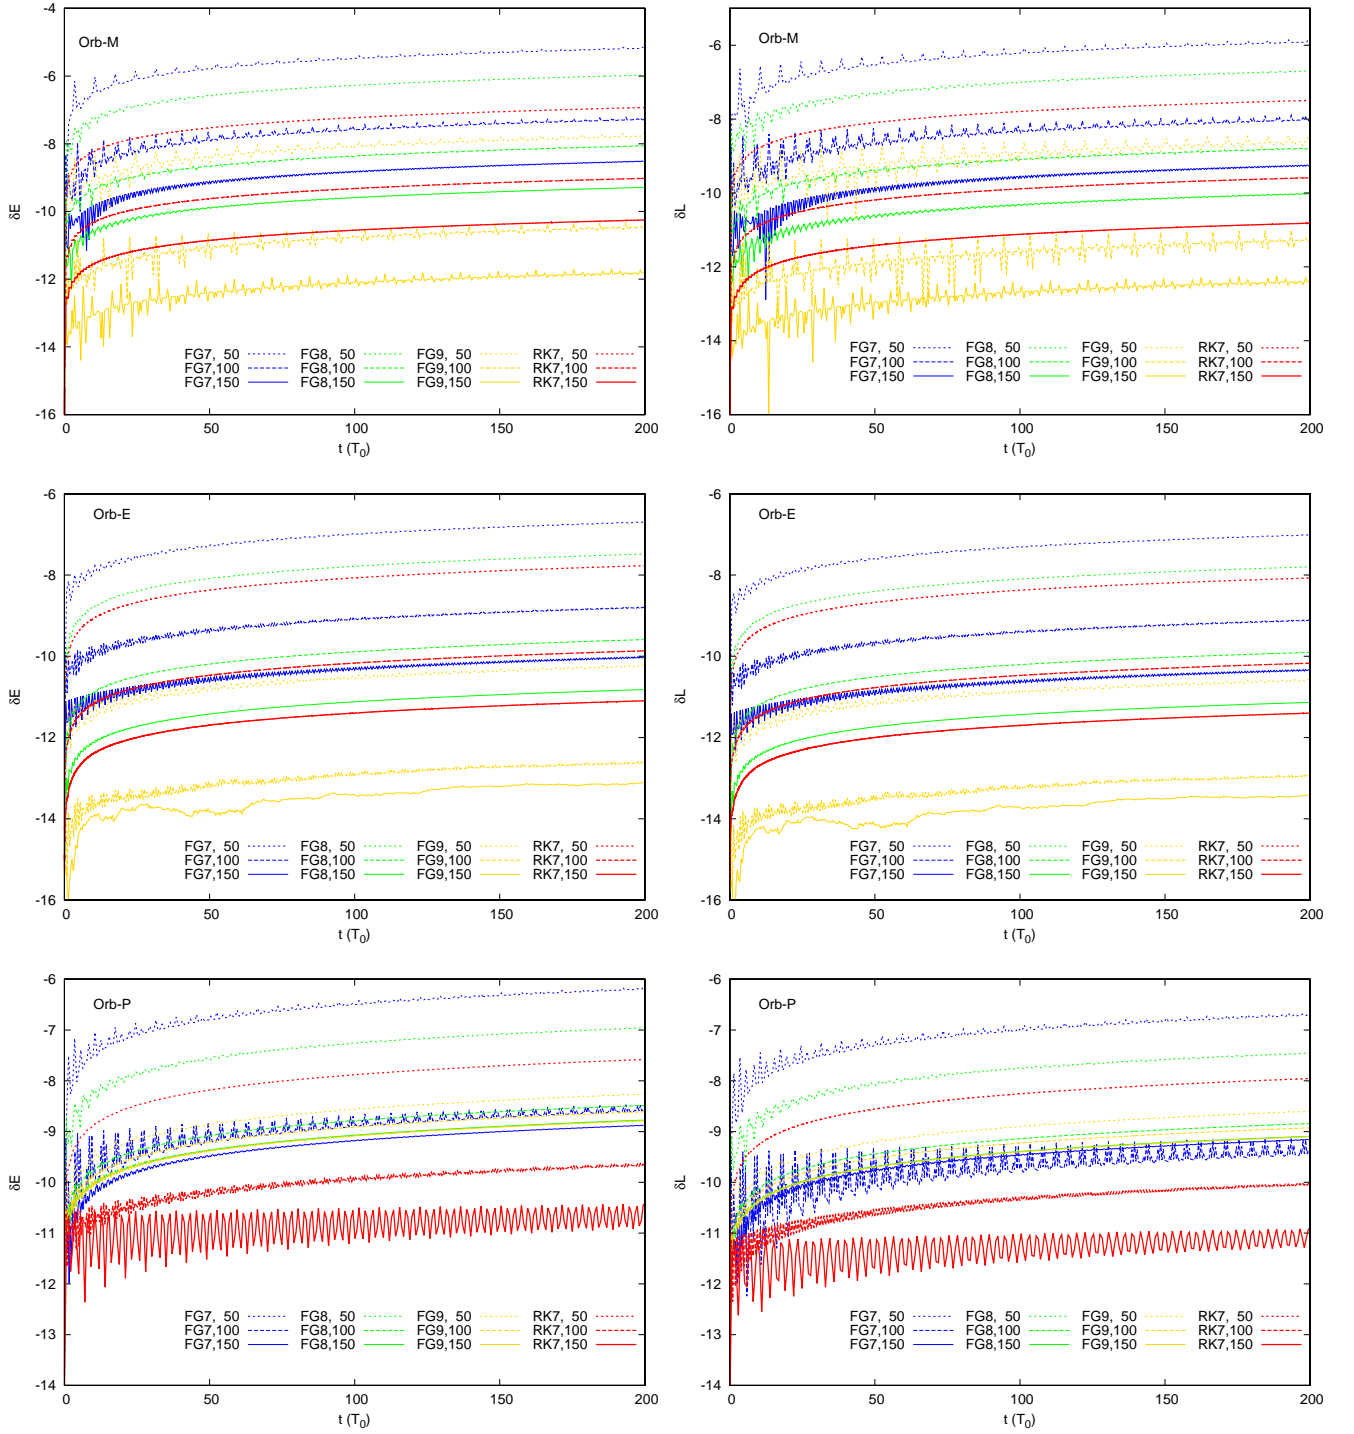 -4
-6
-8
-10
-12
-14
-16
δE
Orb-M
FG7, 50
FG8, 50
FG9, 50
RK7, 50
FG7,100
FG8,100
FG9,100
RK7,100
FG7,150
FG8,150
FG9,150
RK7,150
0
50
100
150
200
t (T0)
-6
-8
-10
-12
-14
-16
δL
Orb-M
FG7, 50
FG8, 50
FG9, 50
RK7, 50
FG7,100
FG8,100
FG9,100
RK7,100
FG7,150
FG8,150
FG9,150
RK7,150
0
50
100
150
200
t (T0)
-6
-8
-10
-12
-14
-16
δE
Orb-E
FG7, 50
FG8, 50
FG9, 50
RK7, 50
FG7,100
FG8,100
FG9,100
RK7,100
FG7,150
FG8,150
FG9,150
RK7,150
0
50
100
150
200
t (T0)
-6
-8
-10
-12
-14
-16
δL
Orb-E
FG7, 50
FG8, 50
FG9, 50
RK7, 50
FG7,100
FG8,100
FG9,100
RK7,100
FG7,150
FG8,150
FG9,150
RK7,150
0
50
100
150
200
t (T0)
-6
-7
-8
-9
-10
-11
-12
-13
-14
δE
Orb-P
FG7, 50
FG8, 50
FG9, 50
RK7, 50
FG7,100
FG8,100
FG9,100
RK7,100
FG7,150
FG8,150
FG9,150
RK7,150
0
50
100
150
200
t (T0)
-6
-7
-8
-9
-10
-11
-12
-13
-14
δL
Orb-P
FG7, 50
FG8, 50
FG9, 50
RK7, 50
FG7,100
FG8,100
FG9,100
RK7,100
FG7,150
FG8,150
FG9,150
RK7,150
0
50
100
150
200
t (T0)